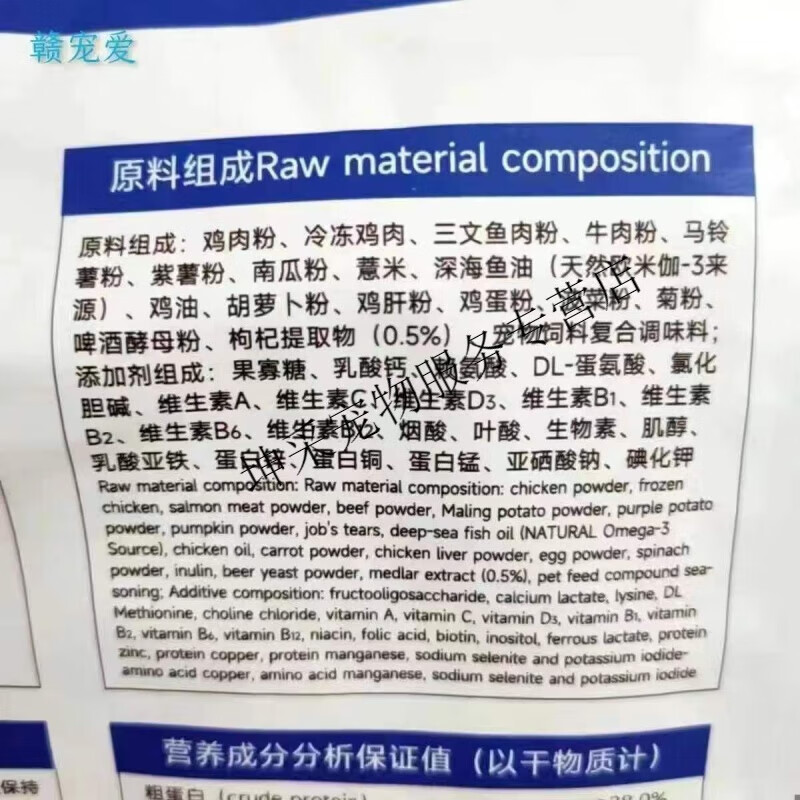 赣宠爱
原料组成Raw material composition
原料组成：鸡肉粉、冷冻鸡肉、三文鱼肉粉、牛肉粉、马铃
薯粉、紫薯粉、南瓜粉、薏米、深海鱼油（天然欧米伽-3来
源）、鸡油、胡萝卜粉、鸡肝粉、鸡蛋粉、菠菜粉、菊粉、
啤酒酵母粉、枸杞提取物（0.5%）、宠物饲料复合调味料；
添加剂组成：果寡糖、乳酸钙、赖氨酸、DL-蛋氨酸、氯化
胆碱、维生素A、维生素C、维生素D3、维生素B1、维生素
B2、维生素B6、维生素B12、烟酸、叶酸、生物素、肌醇、
乳酸亚铁、蛋白锌、蛋白铜、蛋白锰、亚硒酸钠、碘化钾
Raw material composition: Raw material composition: chicken powder, frozen
chicken, salmon meat powder, beef powder, Maling potato powder, purple potato
powder, pumpkin powder, job's tears, deep-sea fish oil (NATURAL Omega-3
Source), chicken oil, carrot powder, chicken liver powder, egg powder, spinach
powder, inulin, beer yeast powder, medlar extract (0.5%), pet feed compound sea-
soning; Additive composition: fructooligosaccharide, calcium lactate, lysine, DL
Methionine, choline chloride, vitamin A, vitamin C, vitamin D3, vitamin B1, vitamin
B2, vitamin B6, vitamin B12, niacin, folic acid, biotin, inositol, ferrous lactate, protein
zinc, protein copper, protein manganese, sodium selenite and potassium iodide-
amino acid copper, amino acid manganese, sodium selenite and potassium iodide
宠物服务专营店
营养成分分析保证值（以干物质计）
保持
粗蛋白（crude protein）